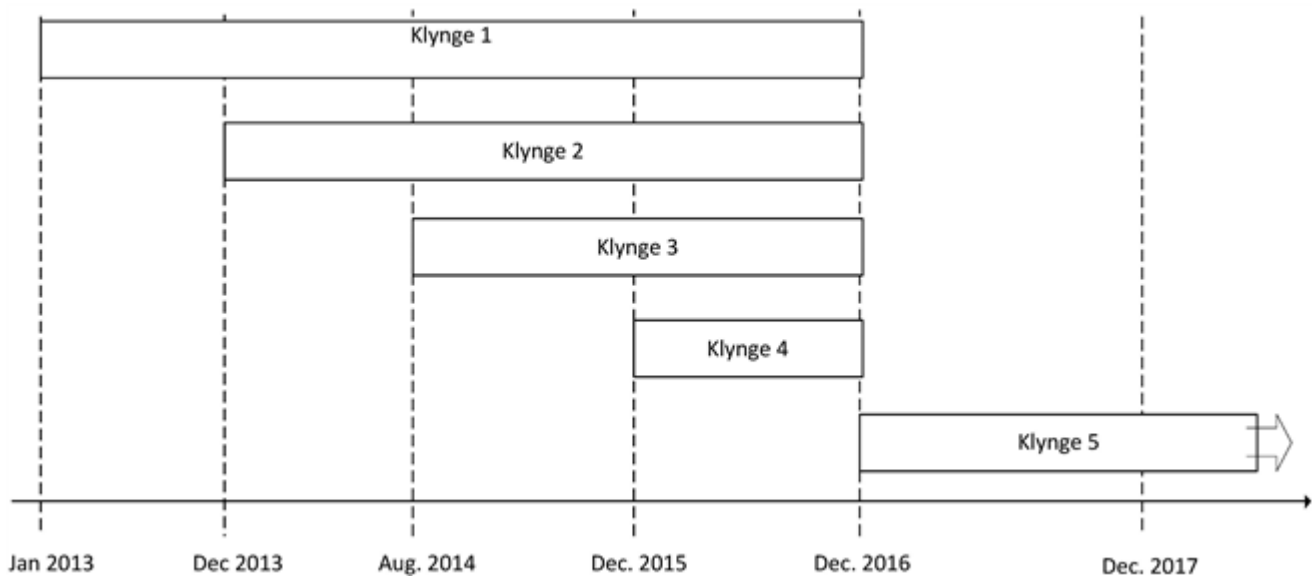 Klynge 1
Klynge 2
Klynge 3
Klynge 4
Klynge 5
Jan 2013 Dec 2013 Aug. 2014 Dec. 2015 Dec. 2016 Dec. 2017